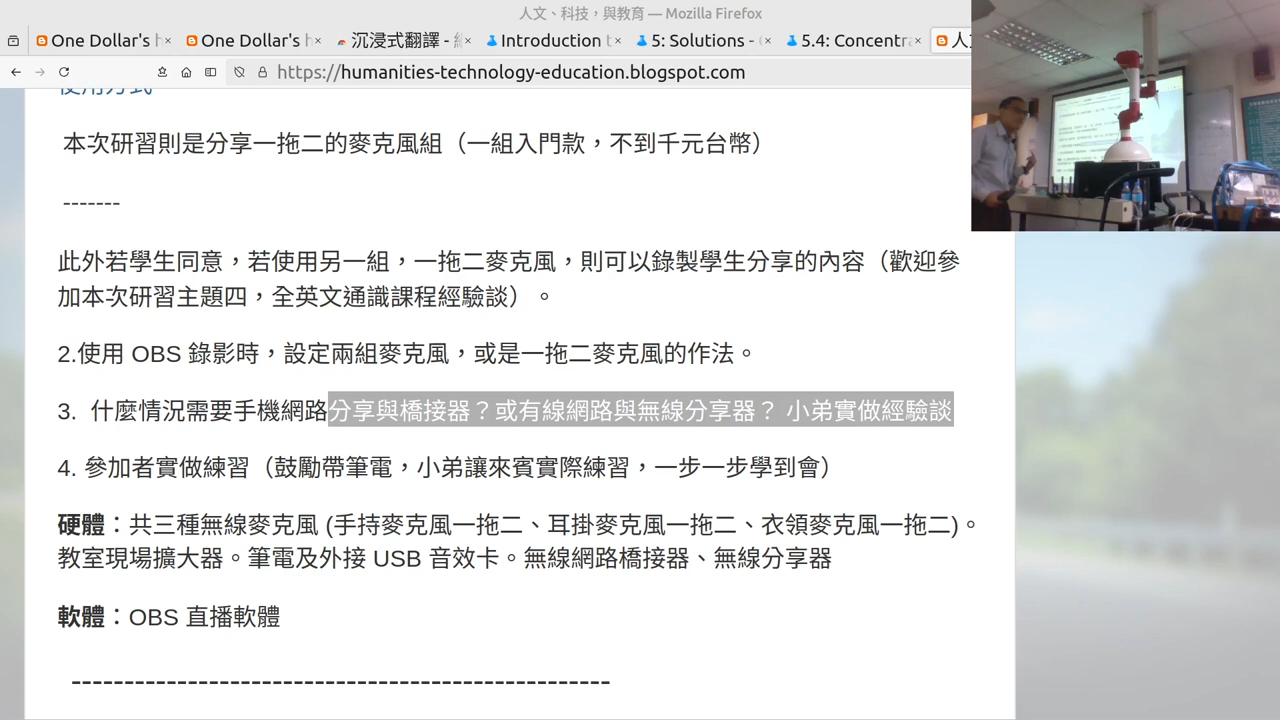 人文、科技，與教育 — Mozilla Firefox
One Dollar's h × One Dollar's h × 沉浸式翻譯 - × Introduction t × 5: Solutions - × 5.4: Concentra × 人
https://humanities-technology-education.blogspot.com
使用方式
本次研習則是分享一拖二的麥克風組（一組入門款，不到千元台幣）
-------
此外若學生同意，若使用另一組，一拖二麥克風，則可以錄製學生分享的內容（歡迎參
加本次研習主題四，全英文通識課程經驗談）。
2.使用 OBS 錄影時，設定兩組麥克風，或是一拖二麥克風的作法。
3. 什麼情況需要手機網路分享與橋接器？或有線網路與無線分享器？ 小弟實做經驗談
4. 參加者實做練習（鼓勵帶筆電，小弟讓來賓實際練習，一步一步學到會）
硬體：共三種無線麥克風 (手持麥克風一拖二、耳掛麥克風一拖二、衣領麥克風一拖二)。
教室現場擴大器。筆電及外接 USB 音效卡。無線網路橋接器、無線分享器
軟體：OBS 直播軟體
---------------------------------------------------